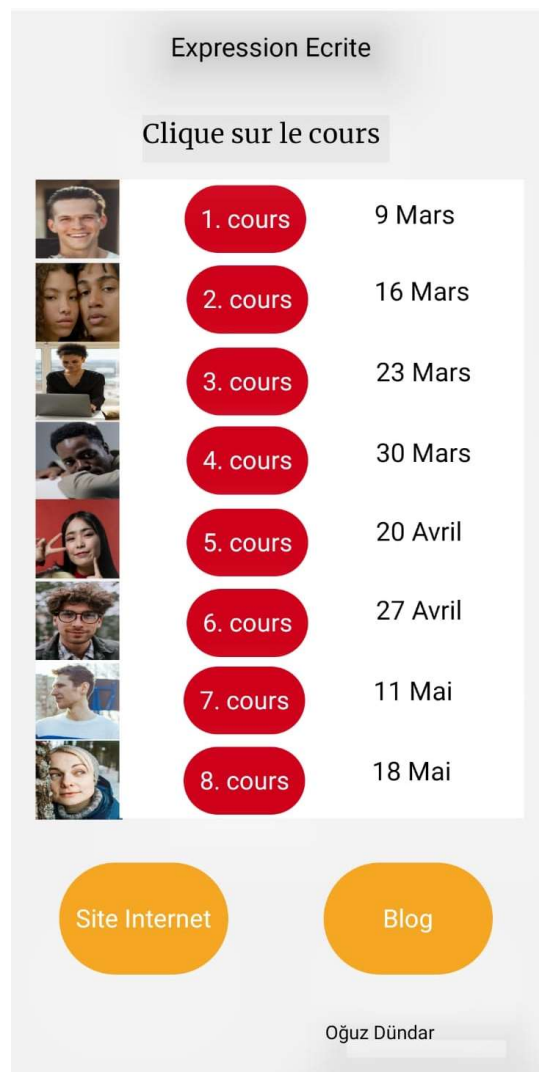 Expression Ecrite
Clique sur le cours
1. cours 9 Mars
2. cours 16 Mars
3. cours 23 Mars
4. cours 30 Mars
5. cours 20 Avril
6. cours 27 Avril
7. cours 11 Mai
8. cours 18 Mai
Site Internet Blog
Oğuz Dündar